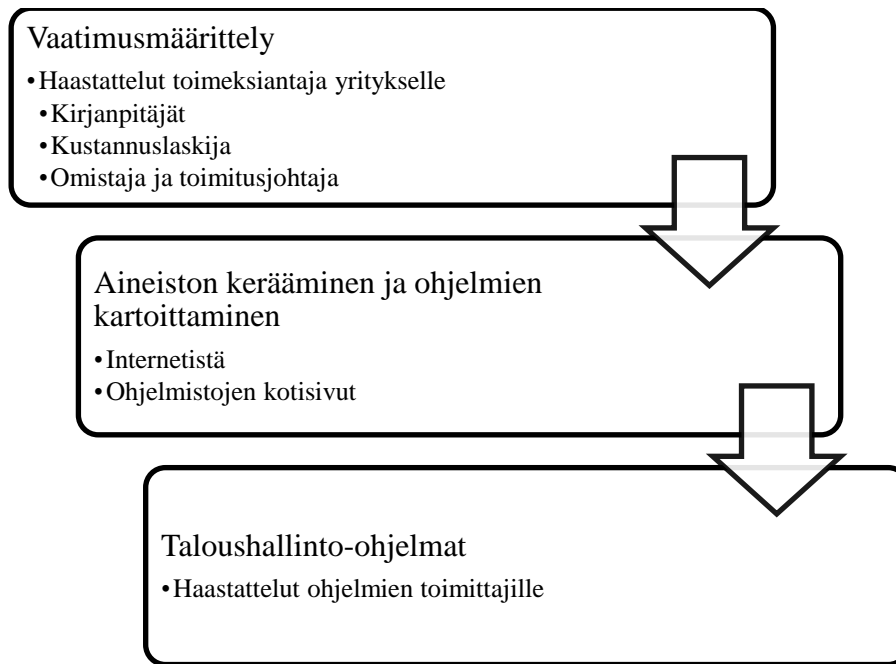 Vaatimusmäärittely
•Haastattelut toimeksiantaja yritykselle
•Kirjanpitäjät
•Kustannuslaskija
•Omistaja ja toimitusjohtaja
Aineiston kerääminen ja ohjelmien
kartoittaminen
•Internetistä
•Ohjelmistojen kotisivut
Taloushallinto-ohjelmat
•Haastattelut ohjelmien toimittajille